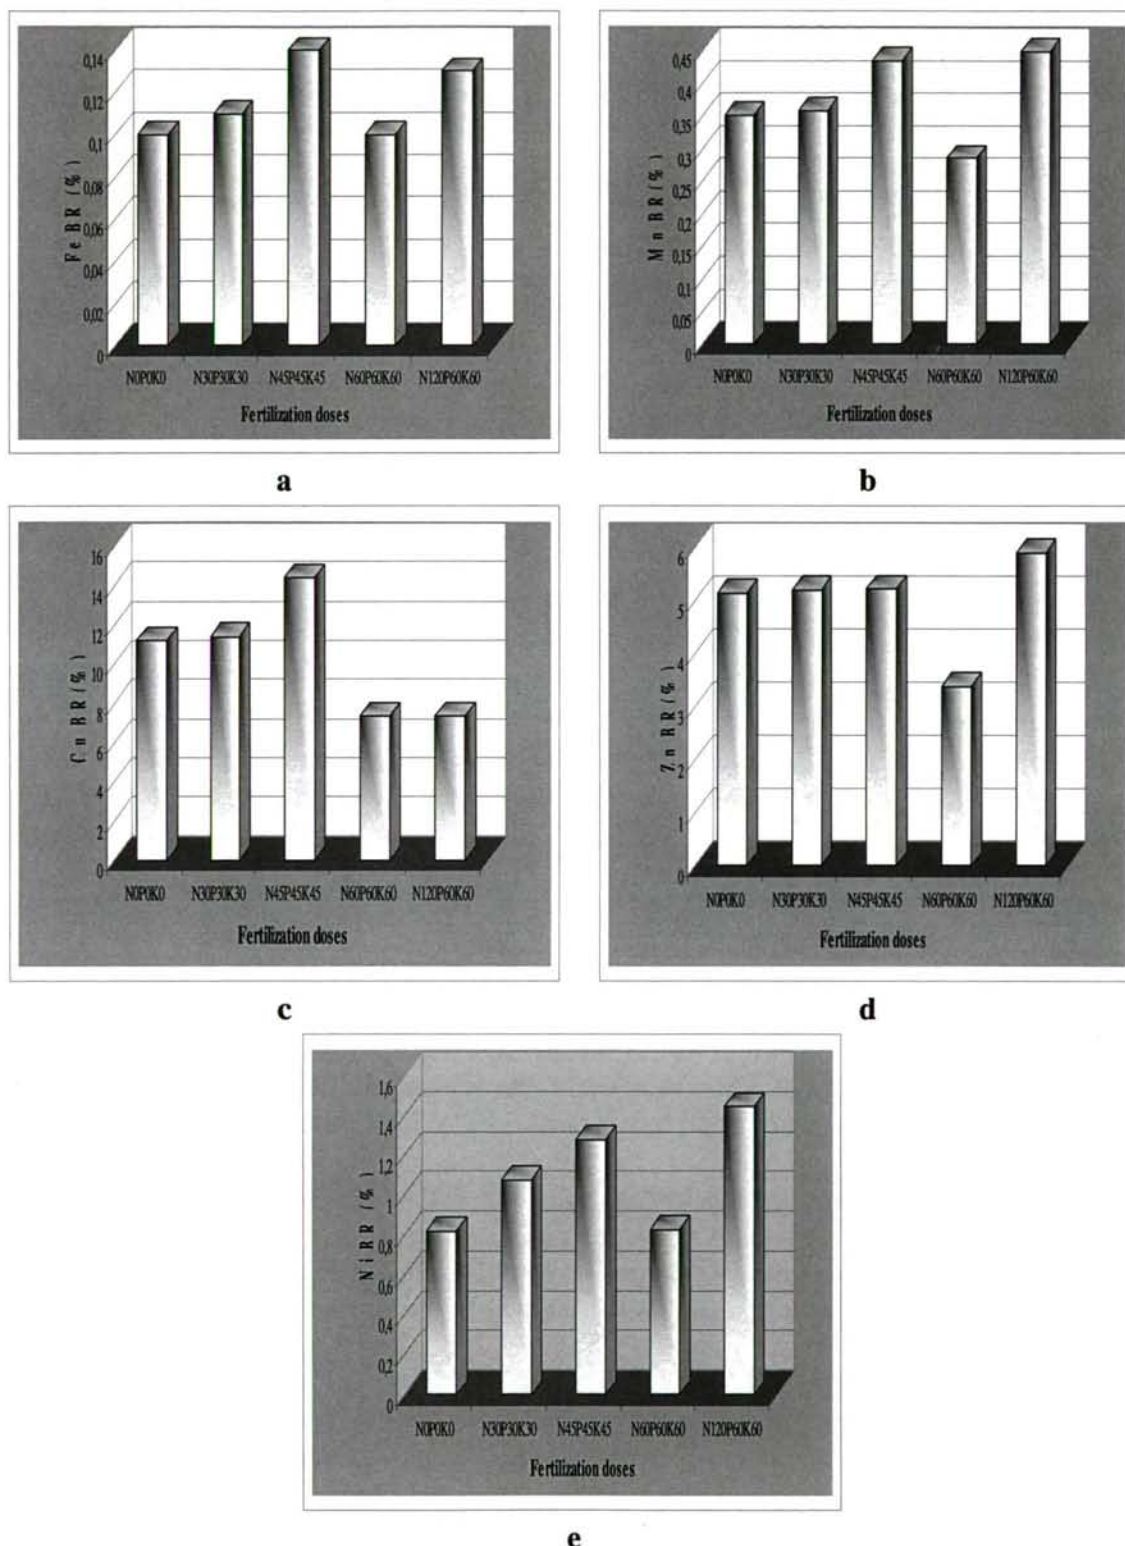 Fe BR (%)
0,14
0,12
0,1
0,08
0,06
0,04
0,02
0
N0P0K0 N30P30K30 N45P45K45 N60P60K60 N120P60K60
Fertilization doses
a
Mn BR(%)
0,45
0,4
0,35
0,3
0,25
0,2
0,15
0,1
0,05
0
N0P0K0 N30P30K30 N45P45K45 N60P60K60 N120P60K60
Fertilization doses
b
Cu BR(%)
16
14
12
10
8
6
4
2
0
N0P0K0 N30P30K30 N45P45K45 N60P60K60 N120P60K60
Fertilization doses
c
Zn BR(%)
6
5
4
3
2
1
0
N0P0K0 N30P30K30 N45P45K45 N60P60K60 N120P60K60
Fertilization doses
d
Ni BR (%)
1,6
1,4
1,2
1
0,8
0,6
0,4
0,2
0
N0P0K0 N30P30K30 N45P45K45 N60P60K60 N120P60K60
Fertilization doses
e